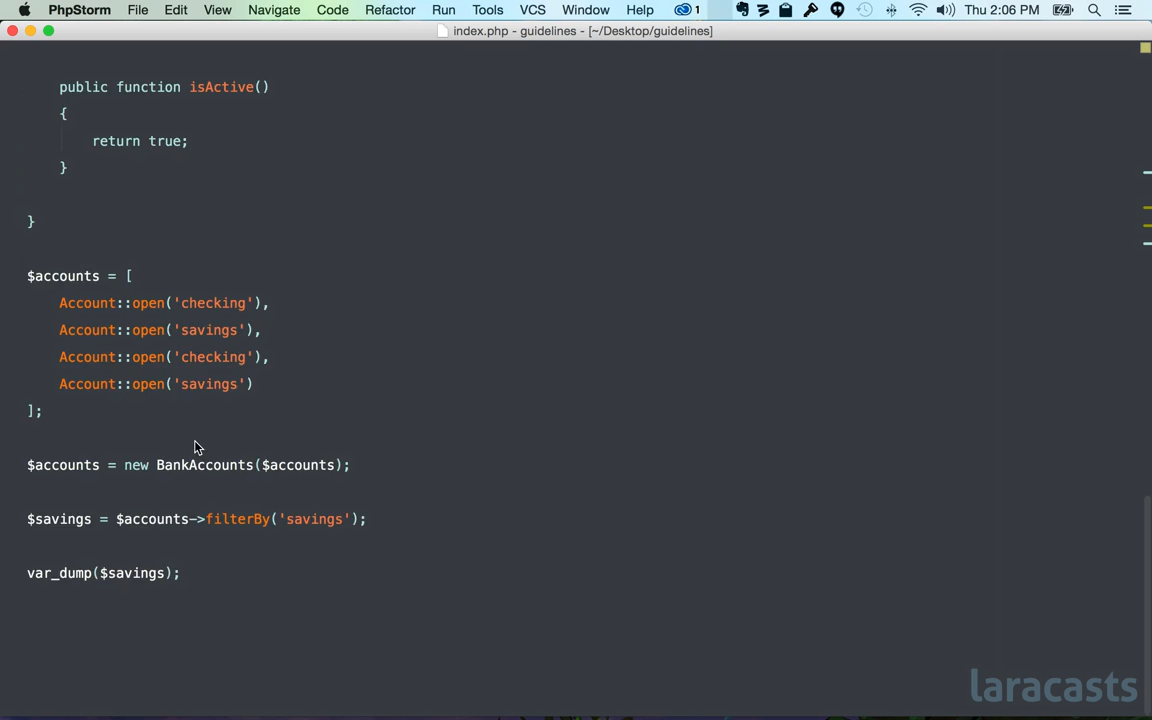 PhpStorm File Edit View Navigate Code Refactor Run Tools VCS Window Help 1 Thu 2:06 PM
index.php - guidelines - [~/Desktop/guidelines]
public function isActive()
{
return true;
}
}
$accounts = [
Account::open('checking'),
Account::open('savings'),
Account::open('checking'),
Account::open('savings')
];
$accounts = new BankAccounts($accounts);
$savings = $accounts->filterBy('savings');
var_dump($savings);
laracasts